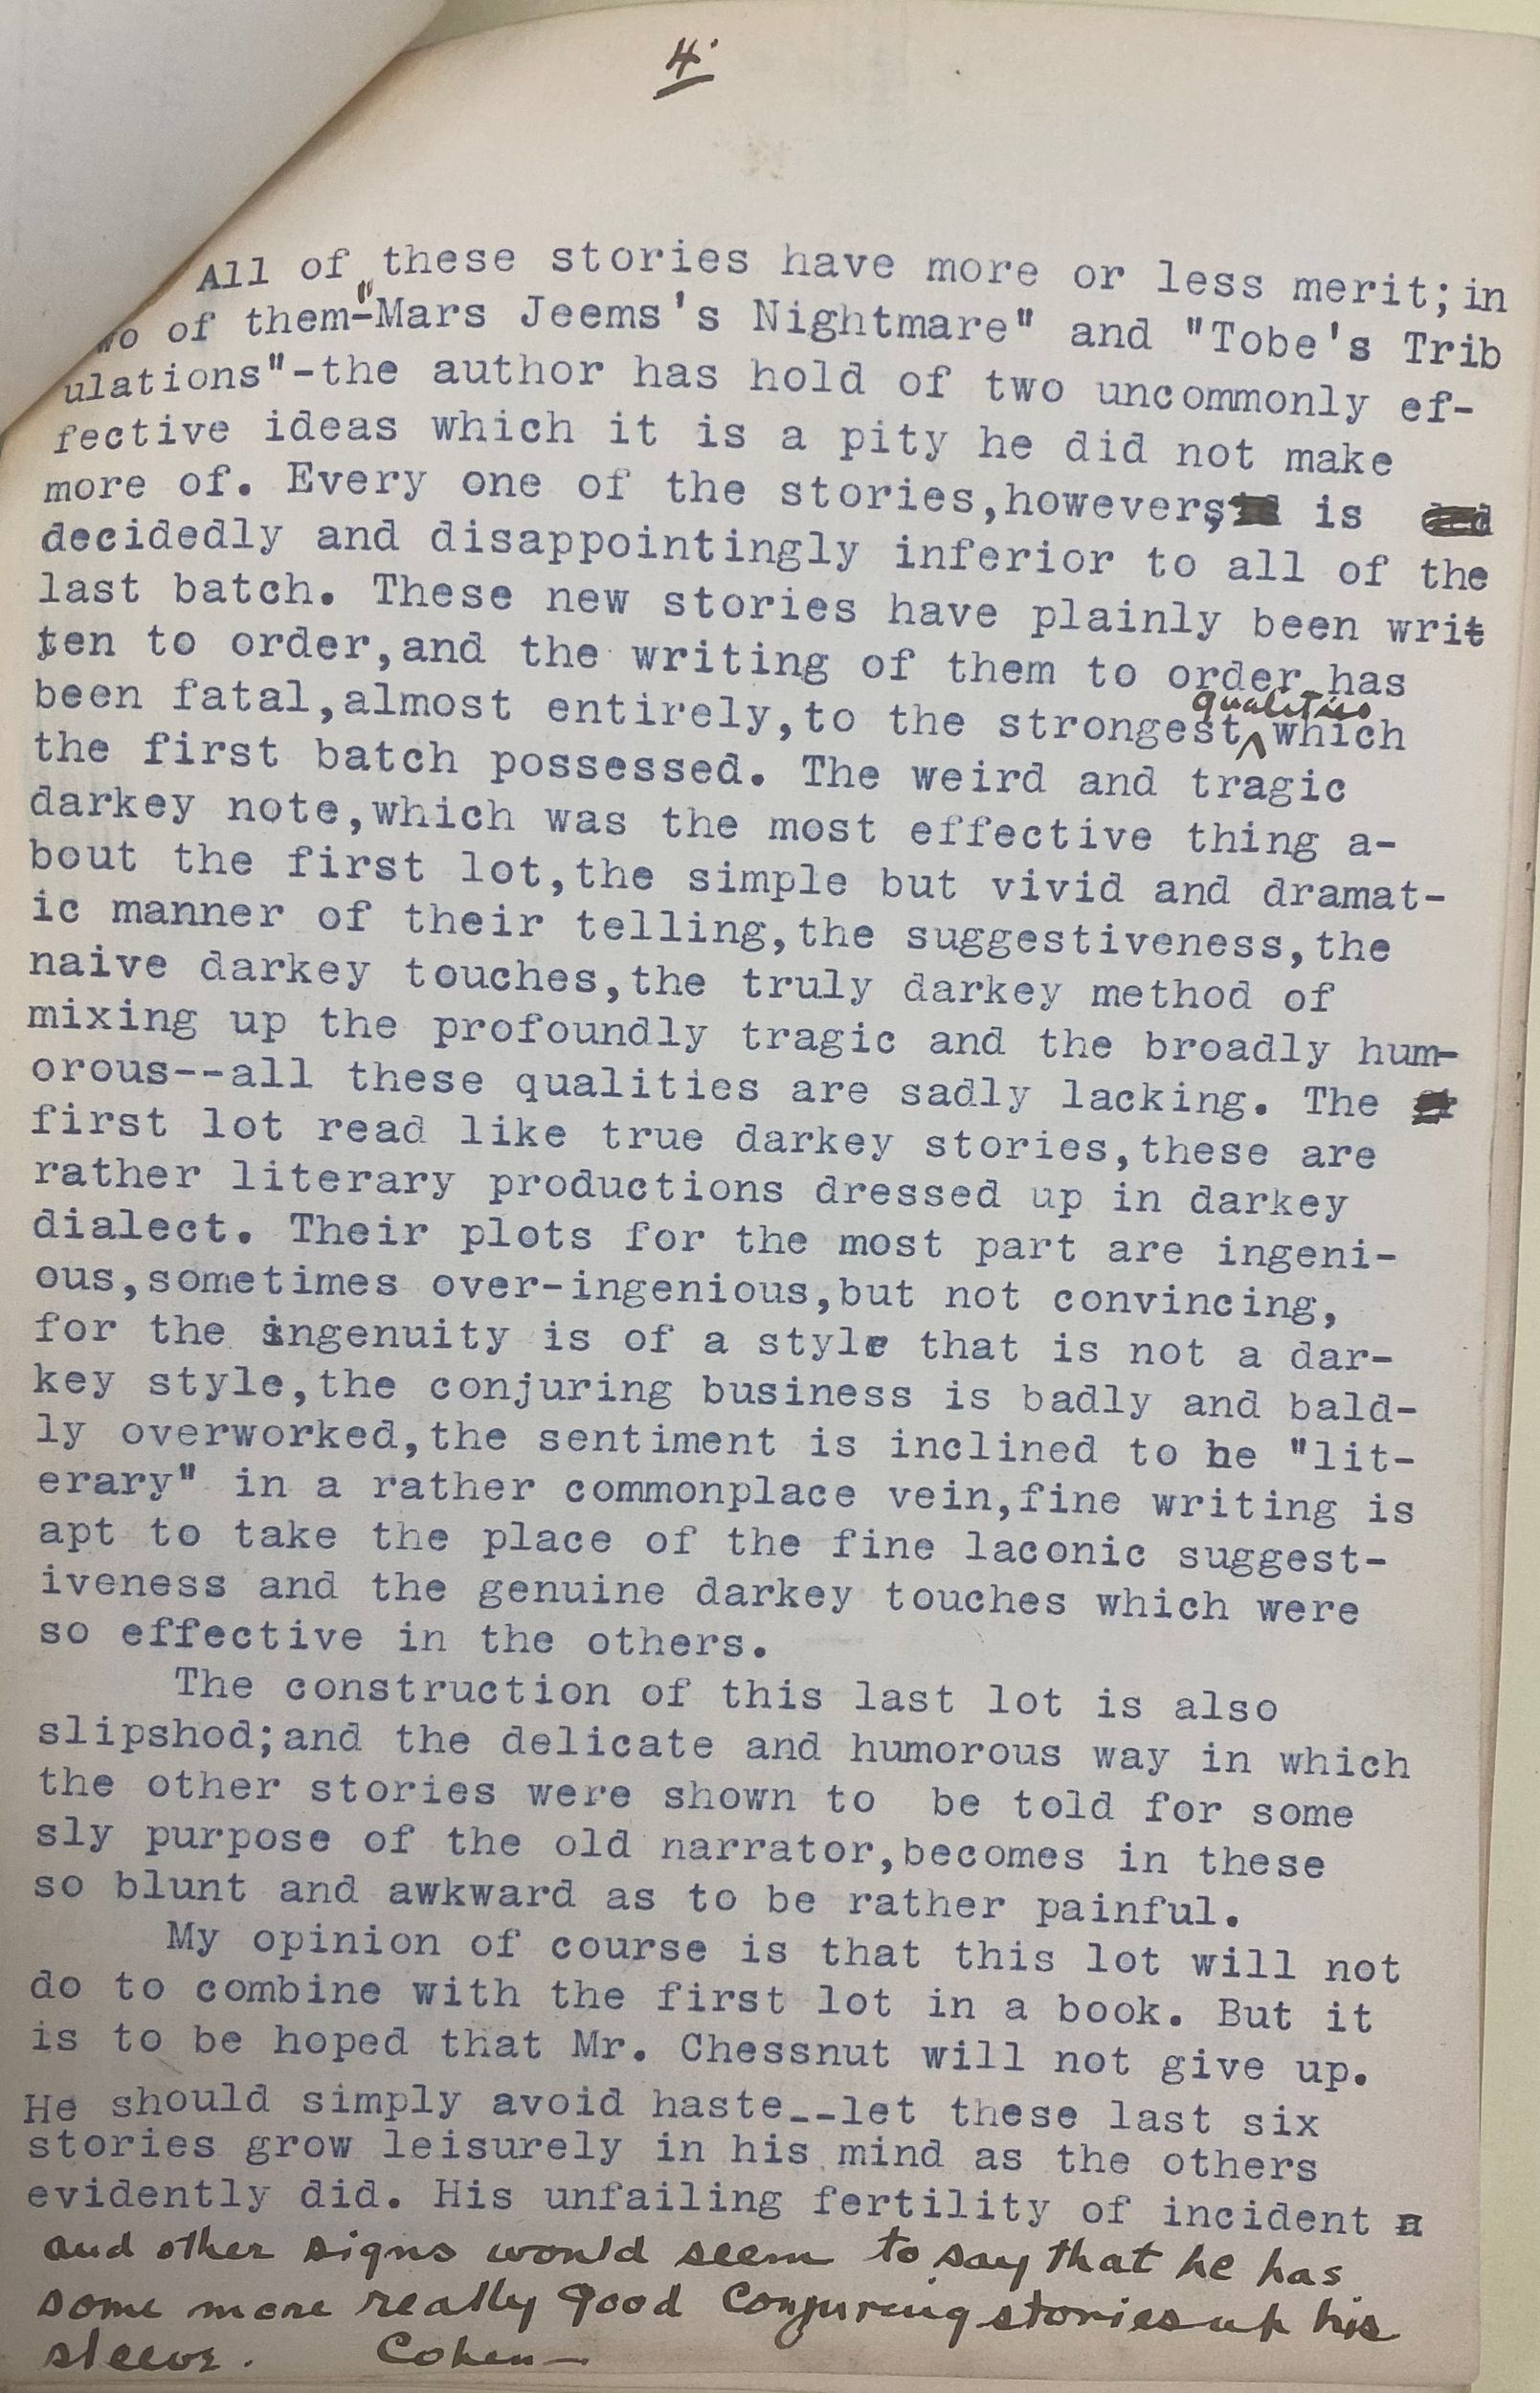 4.
All of these stories have more or less merit;in
wo of them-"Mars Jeems's Nightmare" and "Tobe's Trib
ulations"-the author has hold of two uncommonly ef-
fective ideas which it is a pity he did not make
more of. Every one of the stories,however, is
decidedly and disappointingly inferior to all of the
last batch. These new stories have plainly been writ
ten to order,and the writing of them to order has
been fatal,almost entirely,to the strongest qualities which
the first batch possessed. The weird and tragic
darkey note,which was the most effective thing a-
bout the first lot,the simple but vivid and dramat-
ic manner of their telling,the suggestiveness,the
naive darkey touches,the truly darkey method of
mixing up the profoundly tragic and the broadly hum-
orous--all these qualities are sadly lacking. The
first lot read like true darkey stories,these are
rather literary productions dressed up in darkey
dialect. Their plots for the most part are ingeni-
ous,sometimes over-ingenious,but not convincing,
for the ingenuity is of a style that is not a dar-
key style,the conjuring business is badly and bald-
ly overworked,the sentiment is inclined to be "lit-
erary" in a rather commonplace vein,fine writing is
apt to take the place of the fine laconic suggest-
iveness and the genuine darkey touches which were
so effective in the others.
The construction of this last lot is also
slipshod;and the delicate and humorous way in which
the other stories were shown to be told for some
sly purpose of the old narrator,becomes in these
so blunt and awkward as to be rather painful.
My opinion of course is that this lot will not
do to combine with the first lot in a book. But it
is to be hoped that Mr. Chessnut will not give up.
He should simply avoid haste--let these last six
stories grow leisurely in his mind as the others
evidently did. His unfailing fertility of incident
and other signs would seem to say that he has
some more really good conjuring stories up his
sleeve. Cohen—